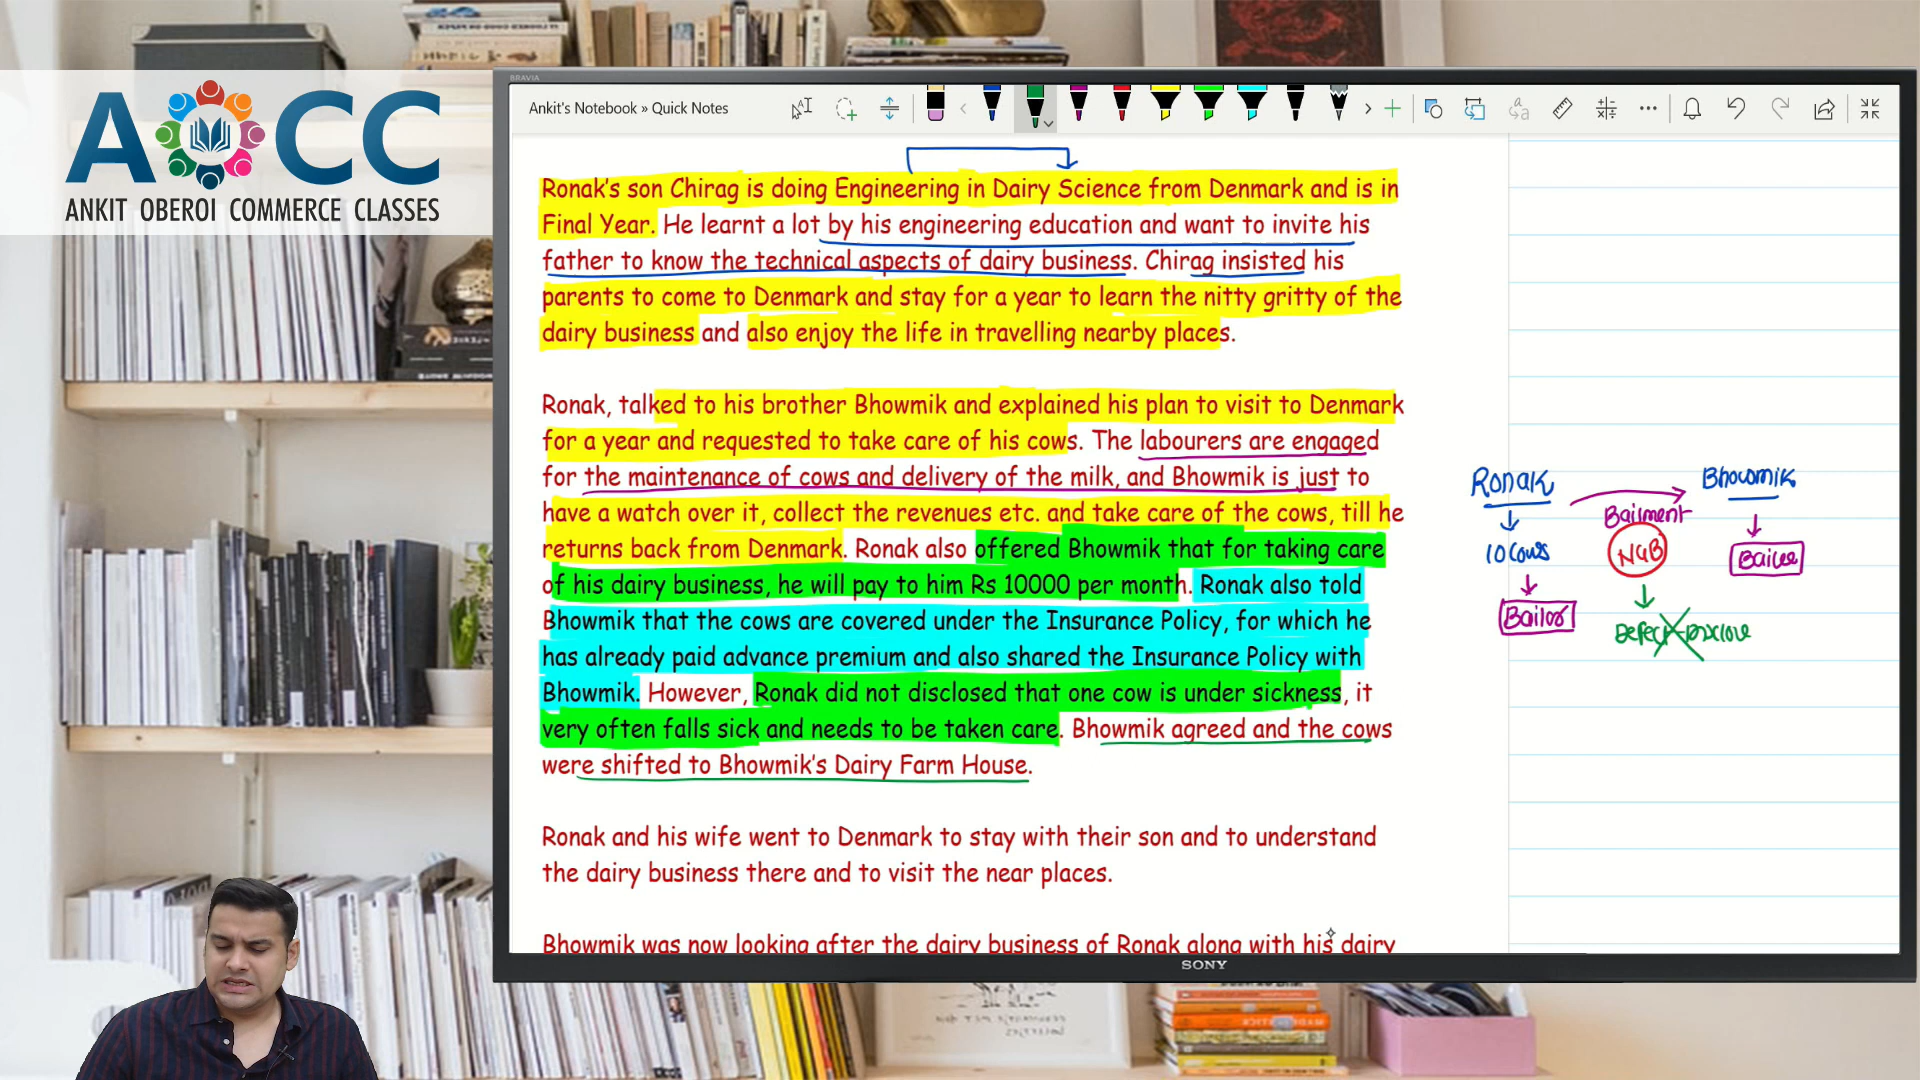 AOCC
ANKIT OBEROI COMMERCE CLASSES
BRAVIA
Ankit's Notebook » Quick Notes
Ronak's son Chirag is doing Engineering in Dairy Science from Denmark and is in
Final Year. He learnt a lot by his engineering education and want to invite his
father to know the technical aspects of dairy business. Chirag insisted his
parents to come to Denmark and stay for a year to learn the nitty gritty of the
dairy business and also enjoy the life in travelling nearby places.
Ronak, talked to his brother Bhowmik and explained his plan to visit to Denmark
for a year and requested to take care of his cows. The labourers are engaged
for the maintenance of cows and delivery of the milk, and Bhowmik is just to
have a watch over it, collect the revenues etc. and take care of the cows, till he
returns back from Denmark. Ronak also offered Bhowmik that for taking care
of his dairy business, he will pay to him Rs 10000 per month. Ronak also told
Bhowmik that the cows are covered under the Insurance Policy, for which he
has already paid advance premium and also shared the Insurance Policy with
Bhowmik. However, Ronak did not disclosed that one cow is under sickness, it
very often falls sick and needs to be taken care. Bhowmik agreed and the cows
were shifted to Bhowmik's Dairy Farm House.
Ronak and his wife went to Denmark to stay with their son and to understand
the dairy business there and to visit the near places.
Bhowmik was now looking after the dairy business of Ronak along with his dairy
Ronak
Bhowmik
Bailment
10 Cows
NGB
Bailee
Bailor
Defect
SONY